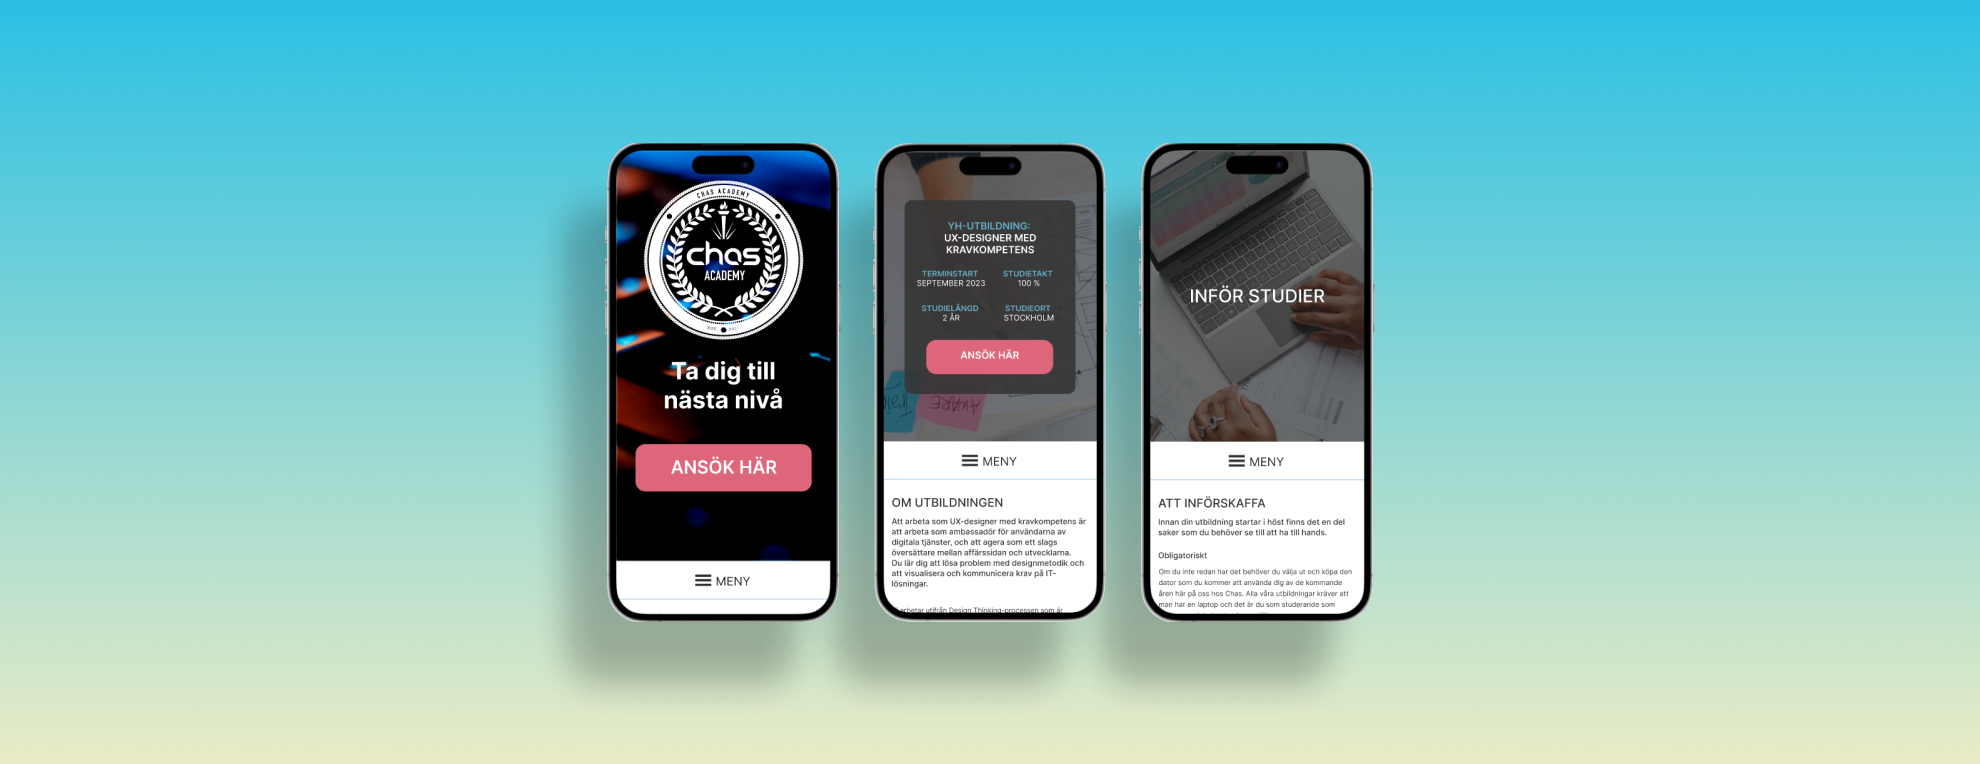 CHAS ACADEMY
chas
ACADEMY
Ta dig till
nästa nivå
ANSÖK HÄR
MENY
YH-UTBILDNING:
UX-DESIGNER MED
KRAVKOMPETENS
TERMINSTART
SEPTEMBER 2023
STUDIETAKT
100 %
STUDIELÄNGD
2 ÅR
STUDIEORT
STOCKHOLM
ANSÖK HÄR
AWARE
MENY
OM UTBILDNINGEN
Att arbeta som UX-designer med kravkompetens är
att arbeta som ambassadör för användarna av
digitala tjänster, och att agera som ett slags
översättare mellan affärssidan och utvecklarna.
Du lär dig att lösa problem med designmetodik och
att visualisera och kommunicera krav på IT-
lösningar.
arbetar utifrån Design Thinking-processen som är
INFÖR STUDIER
MENY
ATT INFÖRSKAFFA
Innan din utbildning startar i höst finns det en del
saker som du behöver se till att ha till hands.
Obligatoriskt
Om du inte redan har det behöver du välja ut och köpa den
dator som du kommer att använda dig av de kommande
åren här på oss hos Chas. Alla våra utbildningar kräver att
man har en laptop och det är du som studerande som